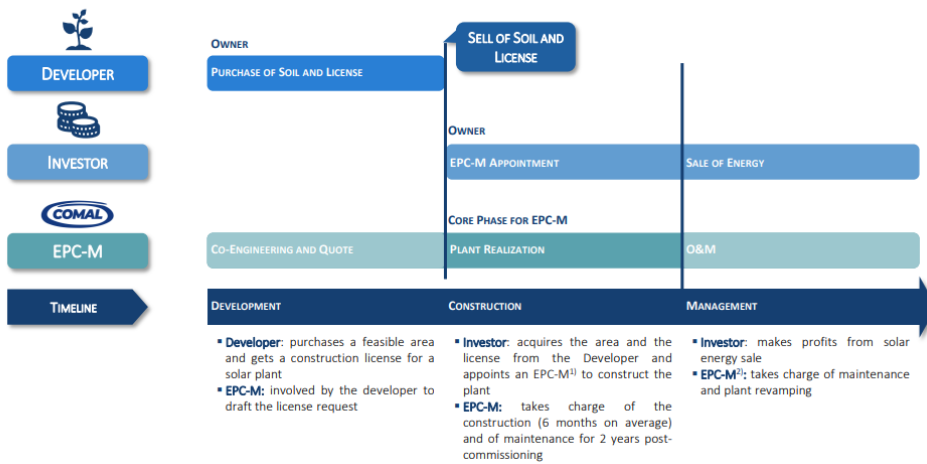 OWNER
SELL OF SOIL AND
LICENSE
DEVELOPER
PURCHASE OF SOIL AND LICENSE
OWNER
INVESTOR
EPC-M APPOINTMENT
SALE OF ENERGY
COMAL
CORE PHASE FOR EPC-M
EPC-M
CO-ENGINEERING AND QUOTE
PLANT REALIZATION
O&M
TIMELINE
DEVELOPMENT
CONSTRUCTION
MANAGEMENT
▪ Developer: purchases a feasible area
and gets a construction license for a
solar plant
▪ EPC-M: involved by the developer to
draft the license request
▪ Investor: acquires the area and the
license from the Developer and
appoints an EPC-M1) to construct the
plant
▪ EPC-M: takes charge of the
construction (6 months on average)
and of maintenance for 2 years post-
commissioning
▪ Investor: makes profits from solar
energy sale
▪ EPC-M2): takes charge of maintenance
and plant revamping